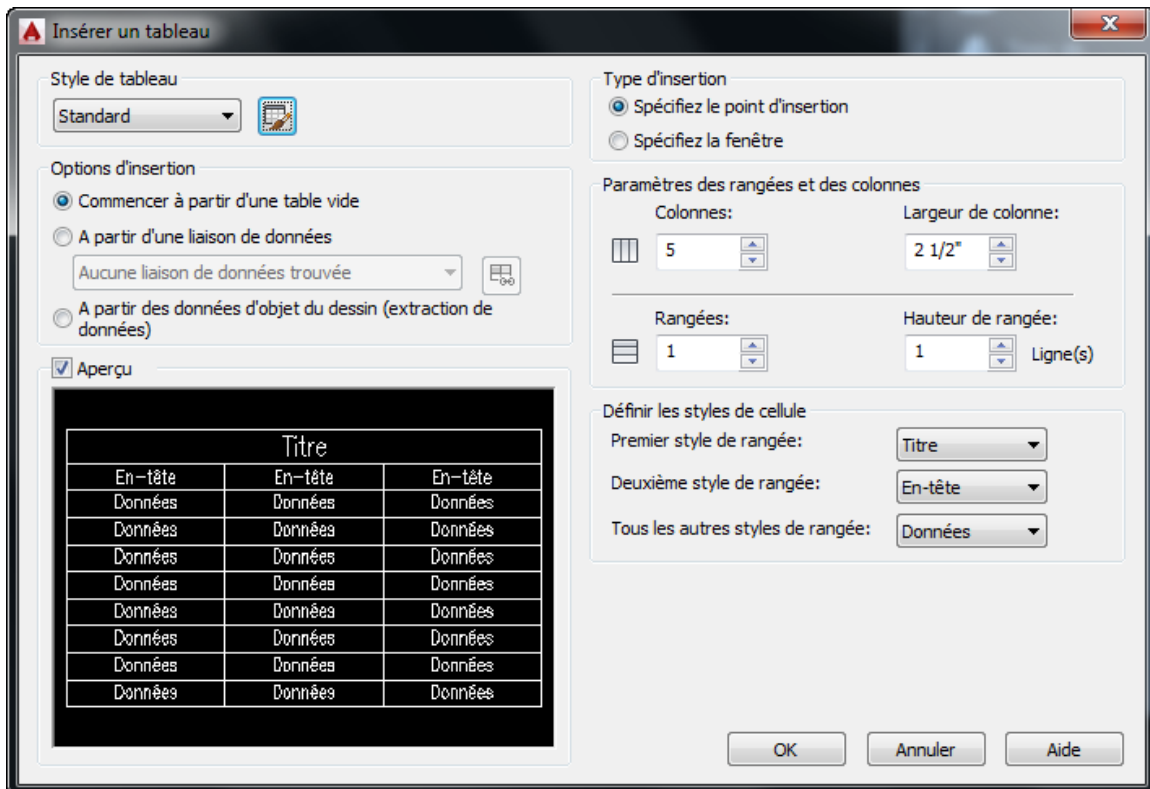 Insérer un tableau
Style de tableau
Standard
Options d'insertion
Commencer à partir d'une table vide
A partir d'une liaison de données
Aucune liaison de données trouvée
A partir des données d'objet du dessin (extraction de
données)
Aperçu
Titre
En-tête En-tête En-tête
Données Données Données
Données Données Données
Données Données Données
Données Données Données
Données Données Données
Données Données Données
Données Données Données
Données Données Données
Type d'insertion
Spécifiez le point d'insertion
Spécifiez la fenêtre
Paramètres des rangées et des colonnes
Colonnes: Largeur de colonne:
5 2 1/2"
Rangées: Hauteur de rangée:
1 1 Ligne(s)
Définir les styles de cellule
Premier style de rangée: Titre
Deuxième style de rangée: En-tête
Tous les autres styles de rangée: Données
OK Annuler Aide